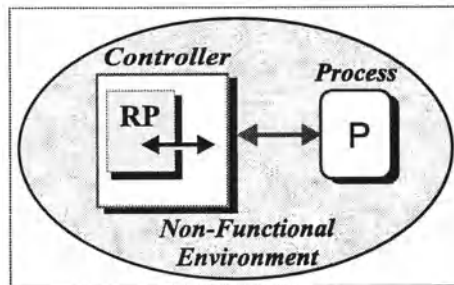 Controller
Process
RP
P
Non-Functional
Environment